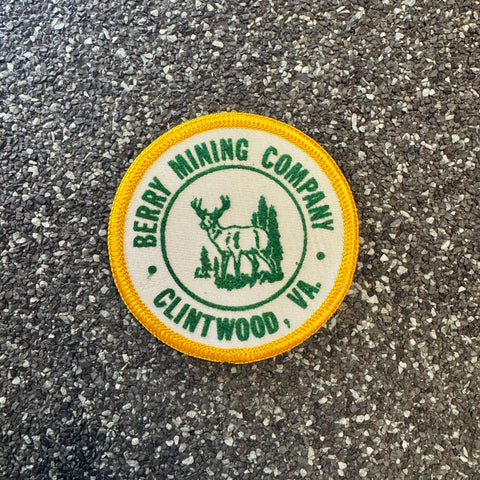 BERRY MINING COMPANY
CLINTWOOD, VA.